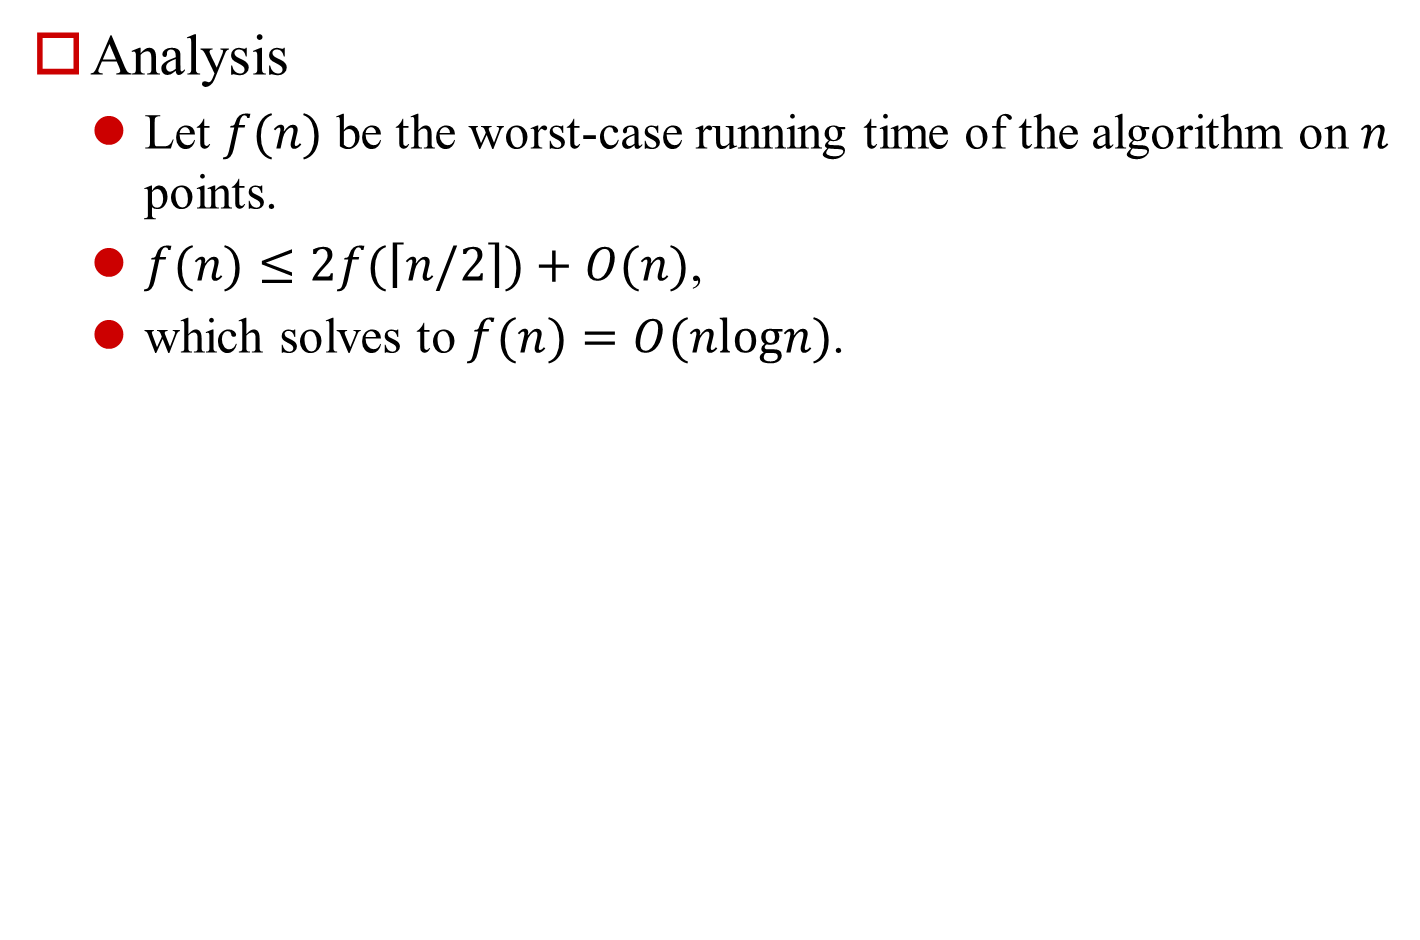 Analysis
Let f(n) be the worst-case running time of the algorithm on n
points.
f(n) ≤ 2f(⌈n/2⌉) + O(n),
which solves to f(n) = O(nlogn).